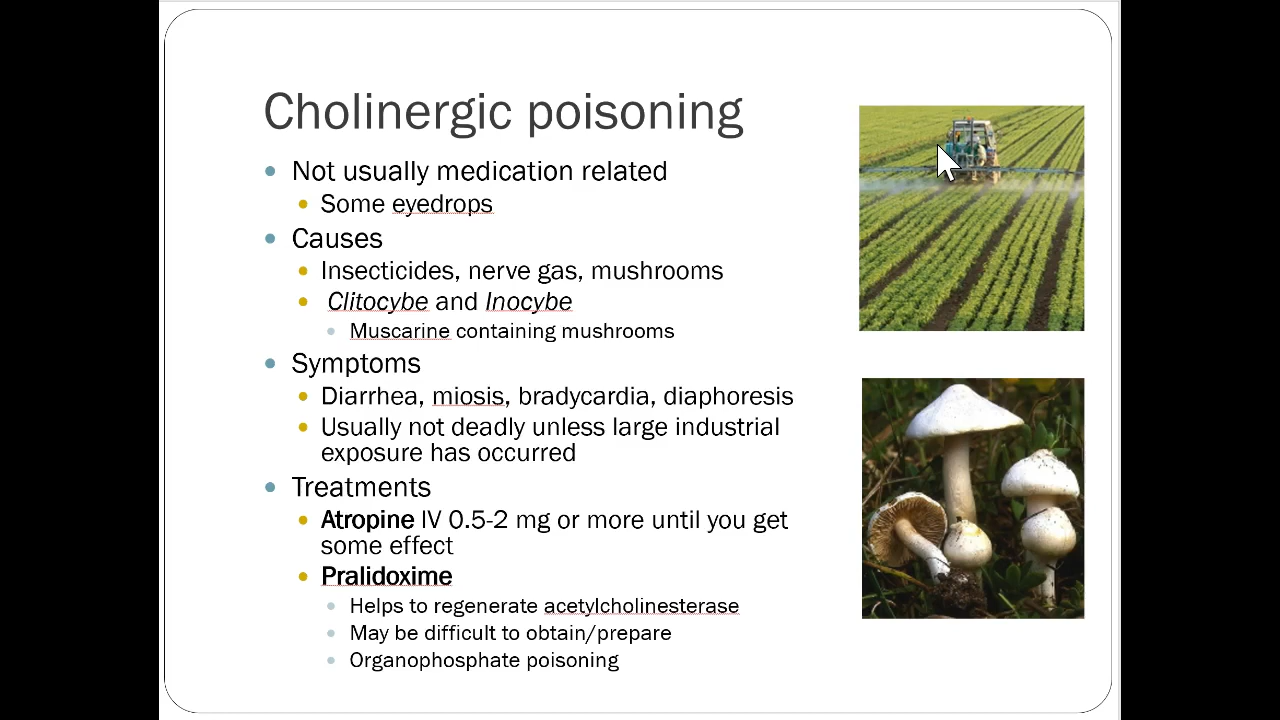 Cholinergic poisoning
Not usually medication related
Some eyedrops
Causes
Insecticides, nerve gas, mushrooms
Clitocybe and Inocybe
Muscarine containing mushrooms
Symptoms
Diarrhea, miosis, bradycardia, diaphoresis
Usually not deadly unless large industrial
exposure has occurred
Treatments
Atropine IV 0.5-2 mg or more until you get
some effect
Pralidoxime
Helps to regenerate acetylcholinesterase
May be difficult to obtain/prepare
Organophosphate poisoning